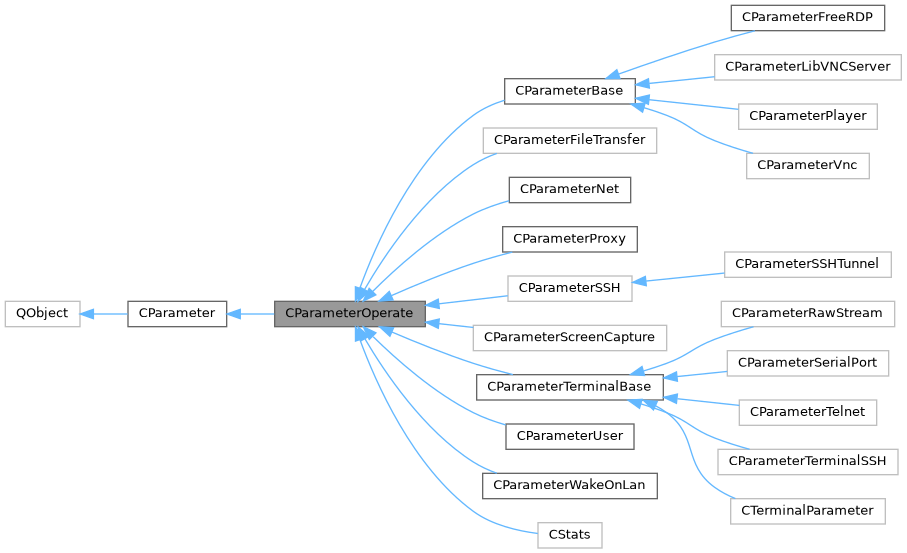 QObject
CParameter
CParameterOperate
CParameterBase
CParameterFileTransfer
CParameterNet
CParameterProxy
CParameterSSH
CParameterScreenCapture
CParameterTerminalBase
CParameterUser
CParameterWakeOnLan
CStats
CParameterFreeRDP
CParameterLibVNCServer
CParameterPlayer
CParameterVnc
CParameterSSHTunnel
CParameterRawStream
CParameterSerialPort
CParameterTelnet
CParameterTerminalSSH
CTerminalParameter